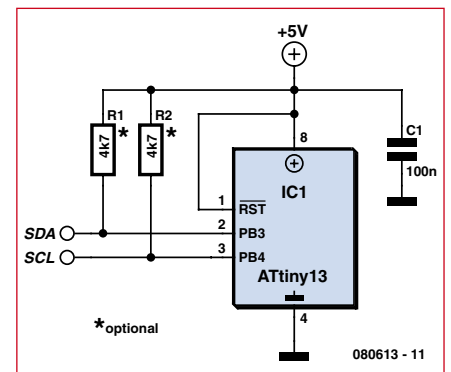 +5V
R1
*
R2
*
4k7
4k7
C1
100n
8
IC1
1
RST
SDA
2
PB3
SCL
3
PB4
ATtiny13
*optional
4
080613 - 11